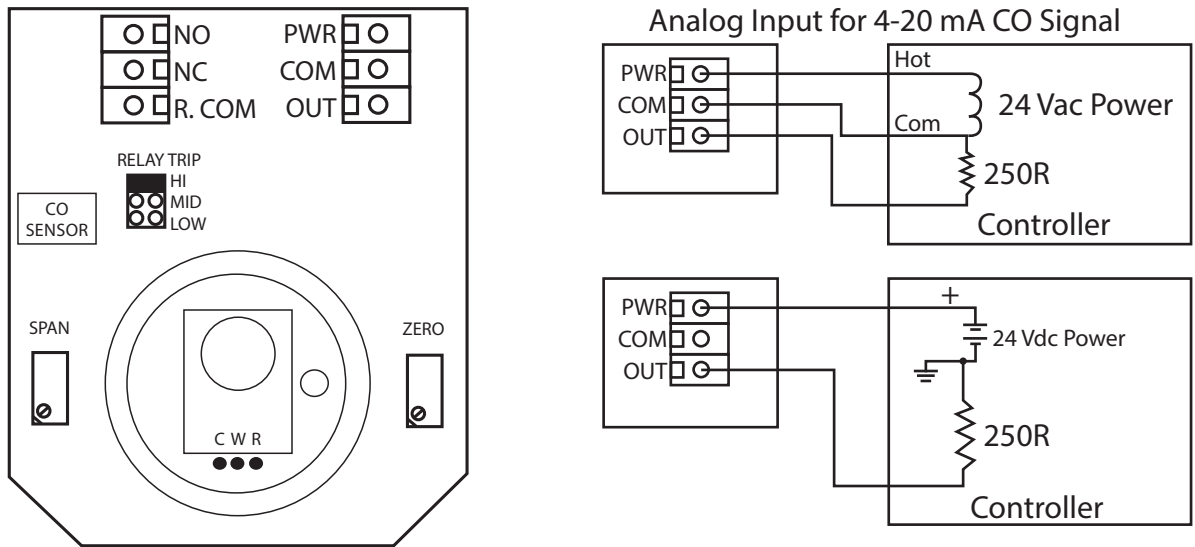 NO
NC
R. COM
PWR
COM
OUT
RELAY TRIP
HI
MID
LOW
CO
SENSOR
SPAN
ZERO
C W R
Analog Input for 4-20 mA CO Signal
PWR
COM
OUT
Hot
24 Vac Power
Com
250R
Controller
PWR
COM
OUT
+
24 Vdc Power
250R
Controller